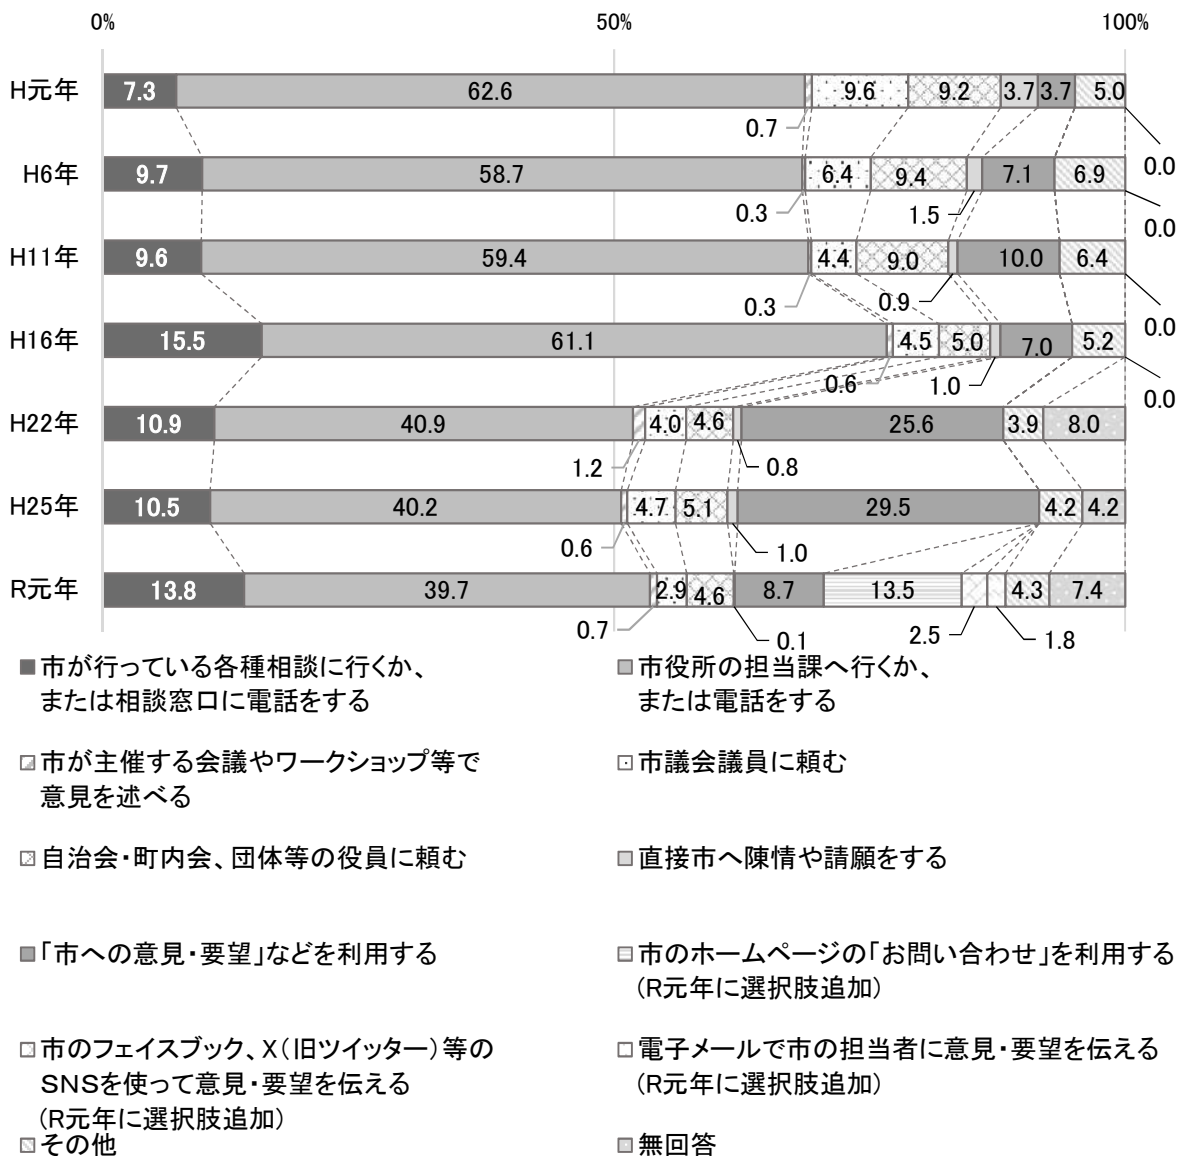 0%
50%
100%
H元年
7.3
62.6
0.7
9.6
9.2
3.7
3.7
5.0
0.0
H6年
9.7
58.7
0.3
6.4
9.4
1.5
7.1
6.9
0.0
H11年
9.6
59.4
0.3
4.4
9.0
0.9
10.0
6.4
0.0
H16年
15.5
61.1
0.6
4.5
5.0
1.0
7.0
5.2
0.0
H22年
10.9
40.9
1.2
4.0
4.6
0.8
25.6
3.9
8.0
H25年
10.5
40.2
0.6
4.7
5.1
1.0
29.5
4.2
4.2
R元年
13.8
39.7
0.7
2.9
4.6
0.1
8.7
13.5
2.5
1.8
4.3
7.4
市が行っている各種相談に行くか、
または相談窓口に電話をする
市役所の担当課へ行くか、
または電話をする
市が主催する会議やワークショップ等で
意見を述べる
市議会議員に頼む
自治会・町内会、団体等の役員に頼む
直接市へ陳情や請願をする
「市への意見・要望」などを利用する
市のホームページの「お問い合わせ」を利用する
(R元年に選択肢追加)
市のフェイスブック、X(旧ツイッター)等の
SNSを使って意見・要望を伝える
(R元年に選択肢追加)
電子メールで市の担当者に意見・要望を伝える
(R元年に選択肢追加)
その他
無回答